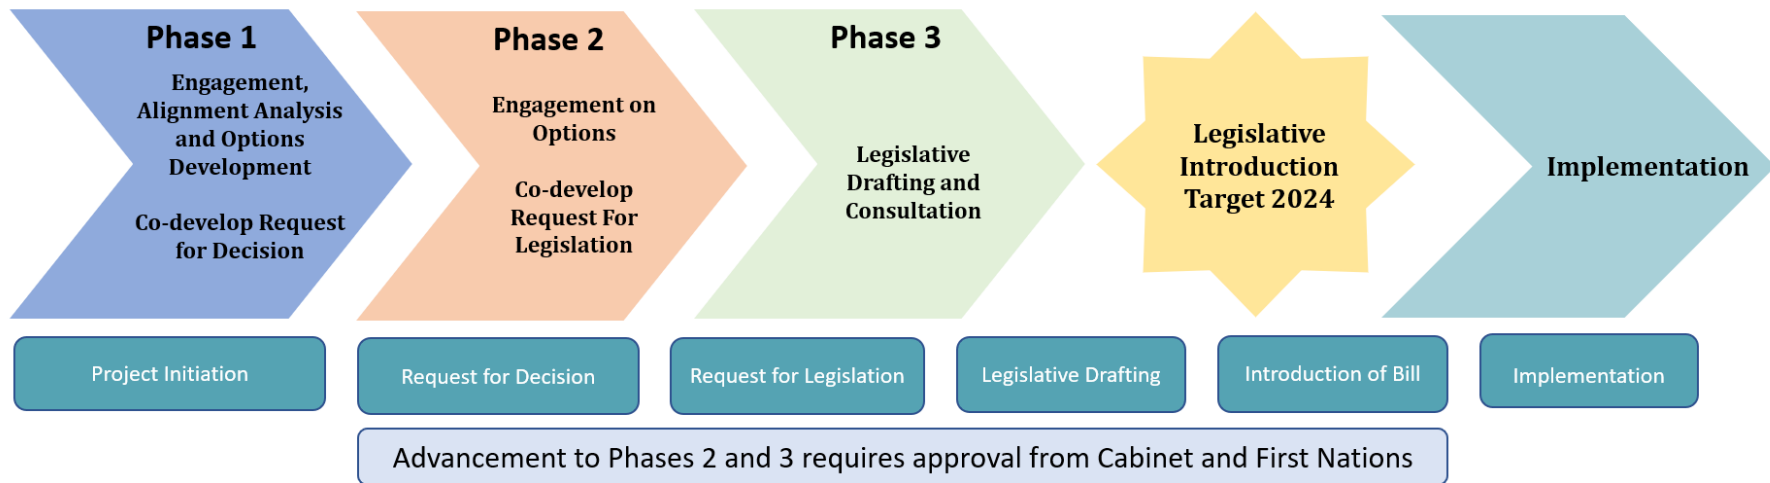 Phase 1
Engagement,
Alignment Analysis
and Options
Development
Co-develop Request
for Decision
Phase 2
Engagement on
Options
Co-develop
Request For
Legislation
Phase 3
Legislative
Drafting and
Consultation
Legislative
Introduction
Target 2024
Implementation
Project Initiation
Request for Decision
Request for Legislation
Legislative Drafting
Introduction of Bill
Implementation
Advancement to Phases 2 and 3 requires approval from Cabinet and First Nations